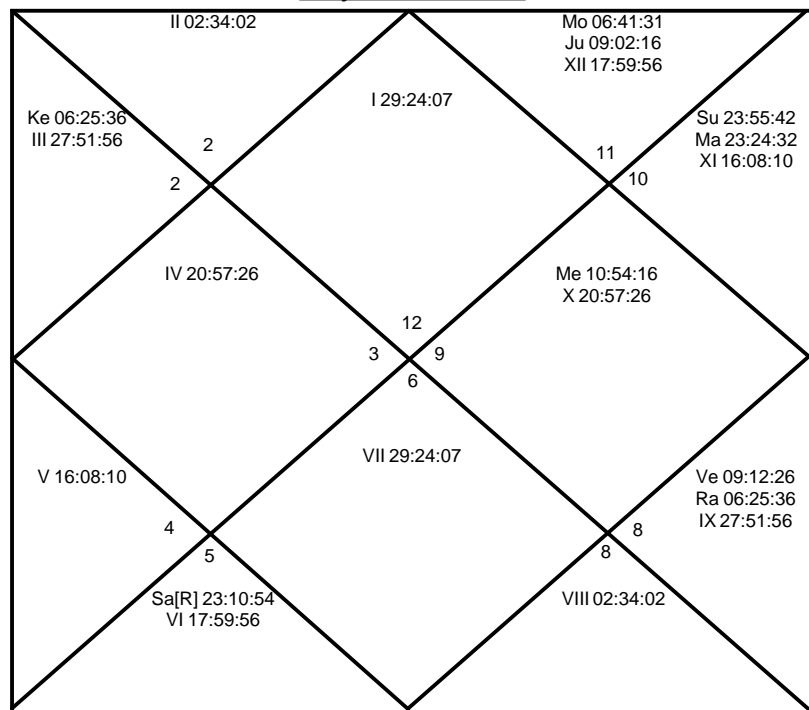 II 02:34:02
Mo 06:41:31
Ju 09:02:16
XII 17:59:56
I 29:24:07
Ke 06:25:36
III 27:51:56
Su 23:55:42
Ma 23:24:32
XI 16:08:10
2
11
2
10
IV 20:57:26
Me 10:54:16
X 20:57:26
12
3
9
6
VII 29:24:07
V 16:08:10
Ve 09:12:26
Ra 06:25:36
IX 27:51:56
4
8
5
8
Sa[R] 23:10:54
VI 17:59:56
VIII 02:34:02